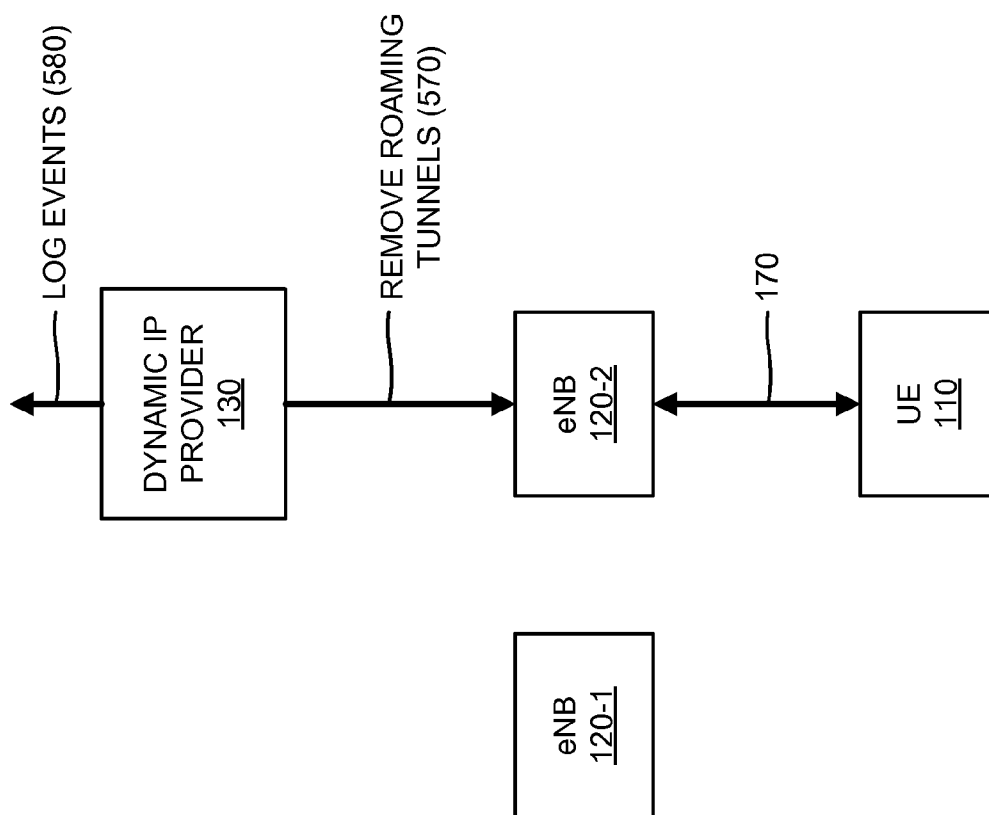 LOG EVENTS (580)
DYNAMIC IP
PROVIDER
130
REMOVE ROAMING
TUNNELS (570)
eNB
120-1
eNB
120-2
170
UE
110